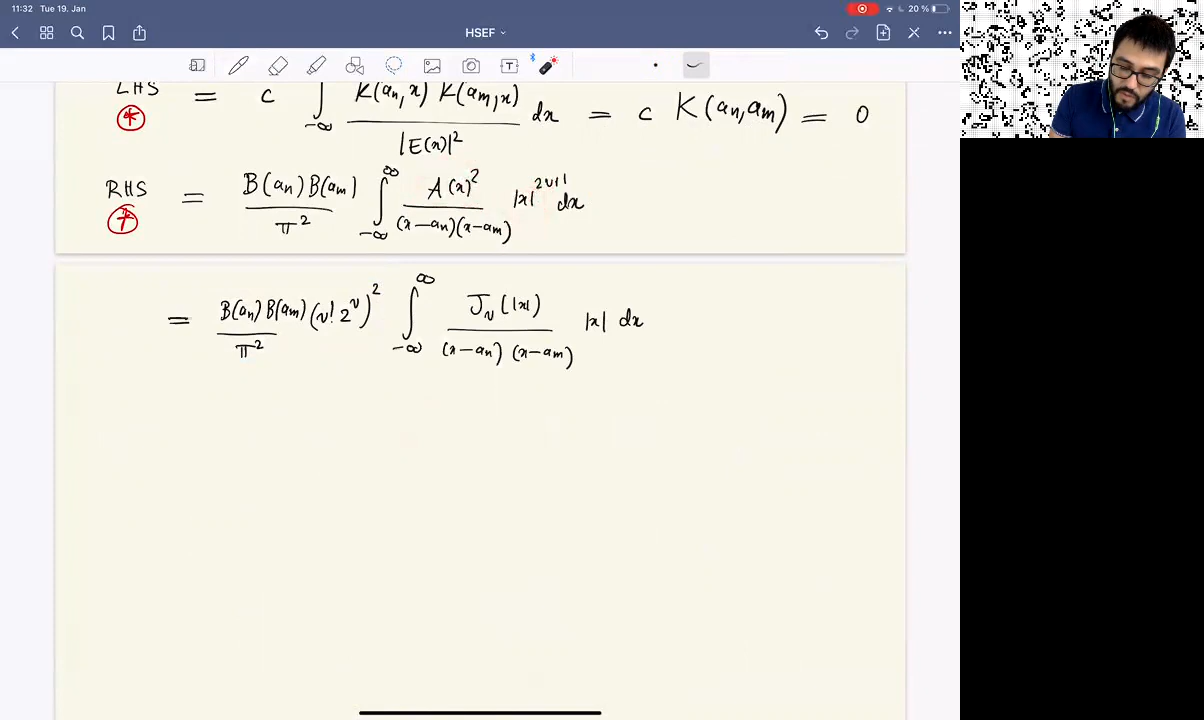 11:32 Tue 19. Jan 20 %
HSEF
LHS = c ∫_{-∞} K(a_n, x) K(a_m, x) / |E(x)|² dx = c K(a_n, a_m) = 0
(*)
RHS = B(a_n) B(a_m) / π² ∫_{-∞}^{∞} A(x)² / (x-a_n)(x-a_m) |x|^{2ν+1} dx
(*)
= B(a_n) B(a_m) / π² (ν! 2^ν)² ∫_{-∞}^{∞} J_ν(|x|) / (x-a_n) (x-a_m) |x| dx